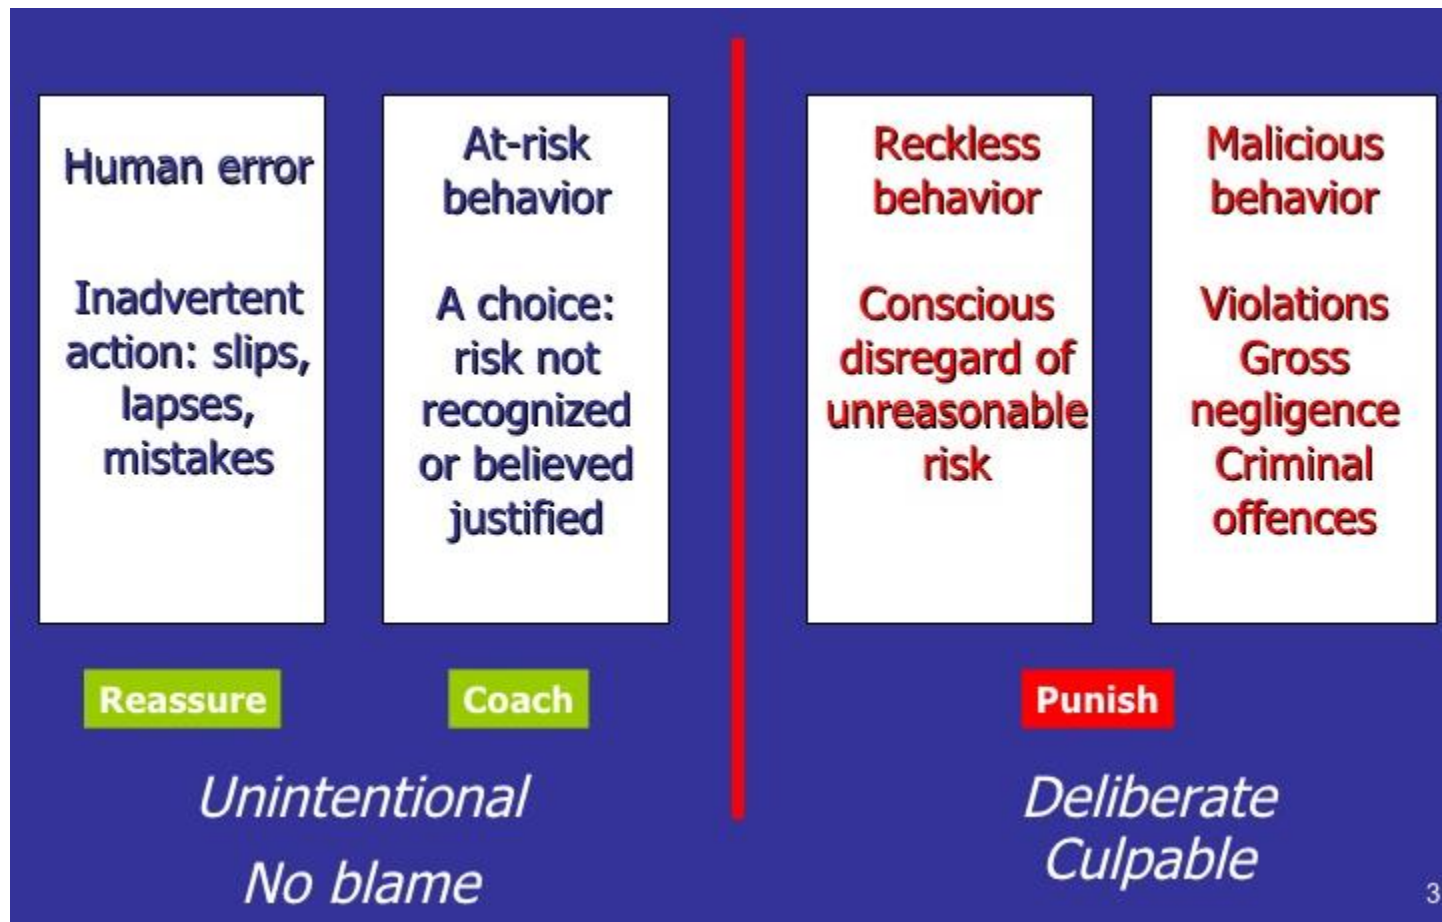 Human error
Inadvertent
action: slips,
lapses,
mistakes
At-risk
behavior
A choice:
risk not
recognized
or believed
justified
Reckless
behavior
Conscious
disregard of
unreasonable
risk
Malicious
behavior
Violations
Gross
negligence
Criminal
offences
Reassure
Coach
Punish
Unintentional
No blame
Deliberate
Culpable
3